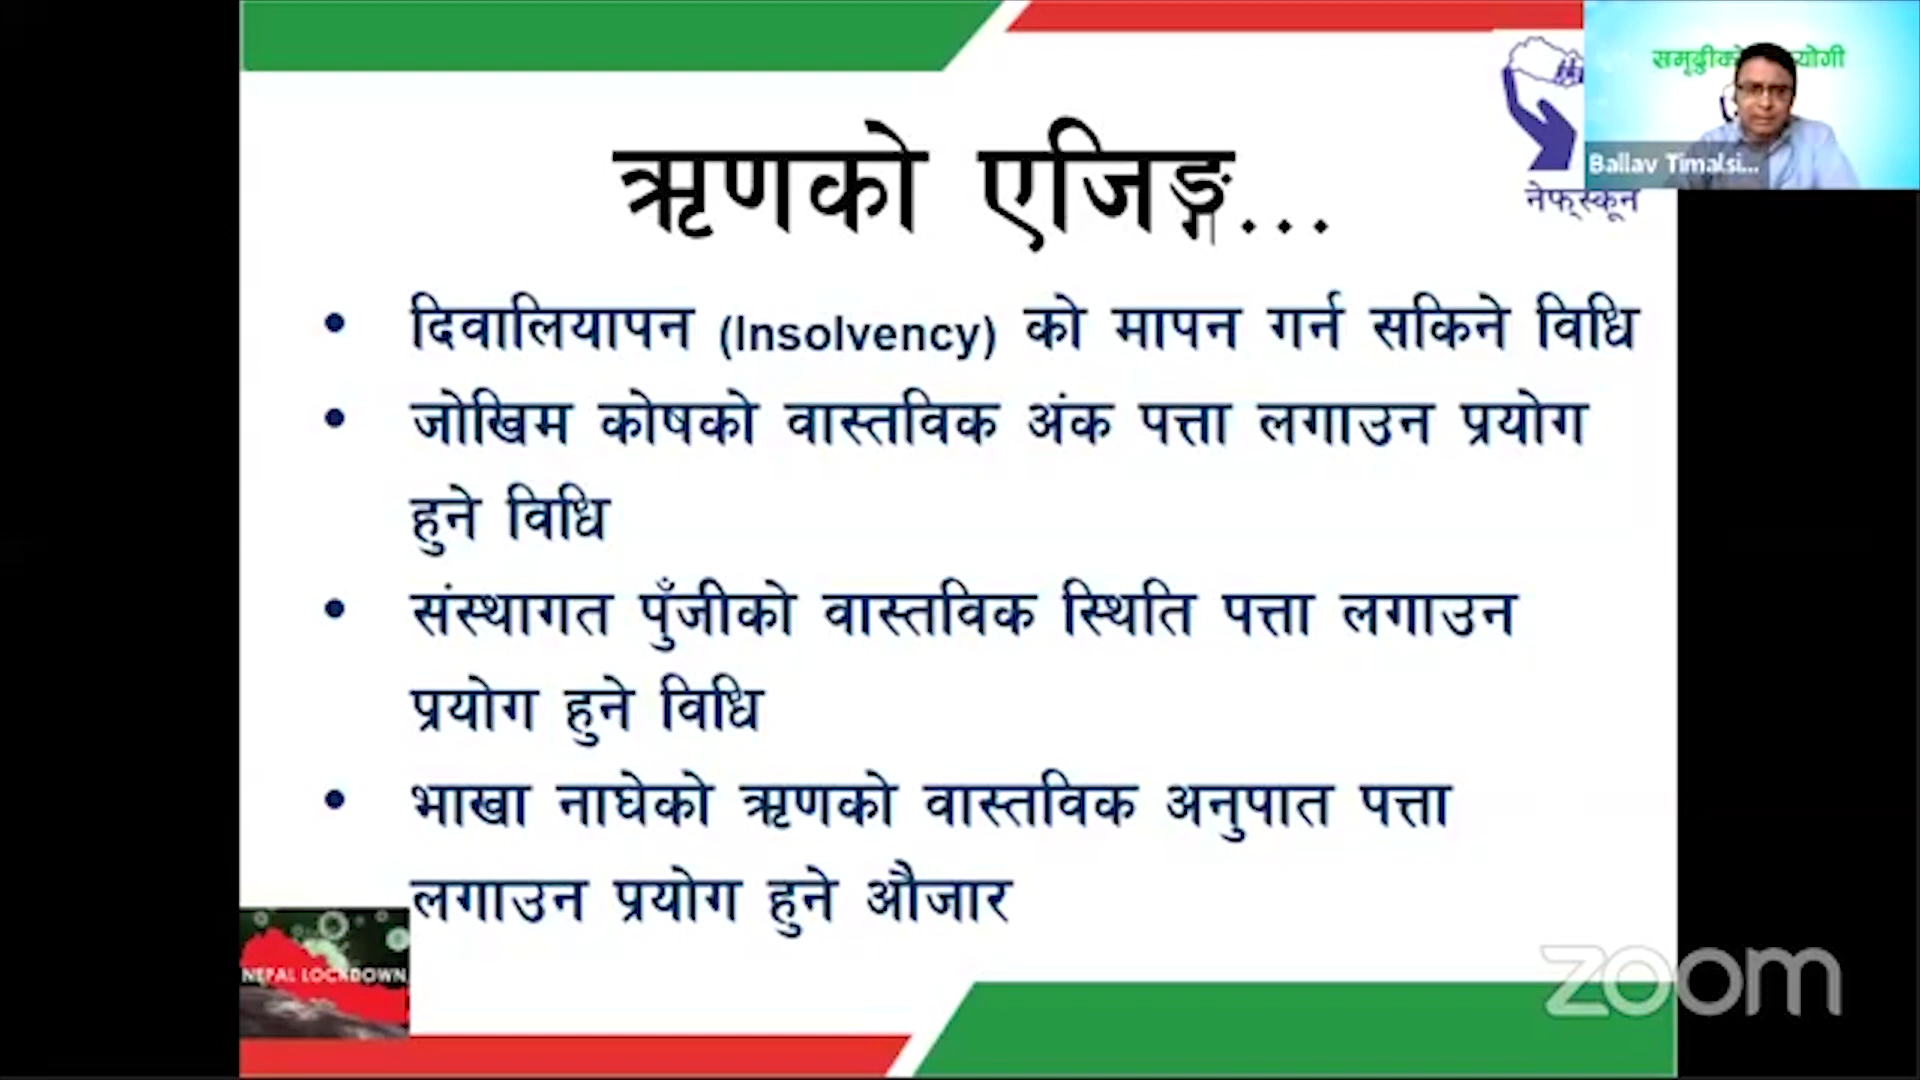 ऋणको एजिङ्ग...
समृद्धीको
योगी
Ballav Timalsi...
नेफ्स्कून
• दिवालियापन (Insolvency) को मापन गर्न सकिने विधि
• जोखिम कोषको वास्तविक अंक पत्ता लगाउन प्रयोग
हुने विधि
• संस्थागत पुँजीको वास्तविक स्थिति पत्ता लगाउन
प्रयोग हुने विधि
• भाखा नाघेको ऋणको वास्तविक अनुपात पत्ता
लगाउन प्रयोग हुने औजार
NEPAL LOCKDOWN
zoom